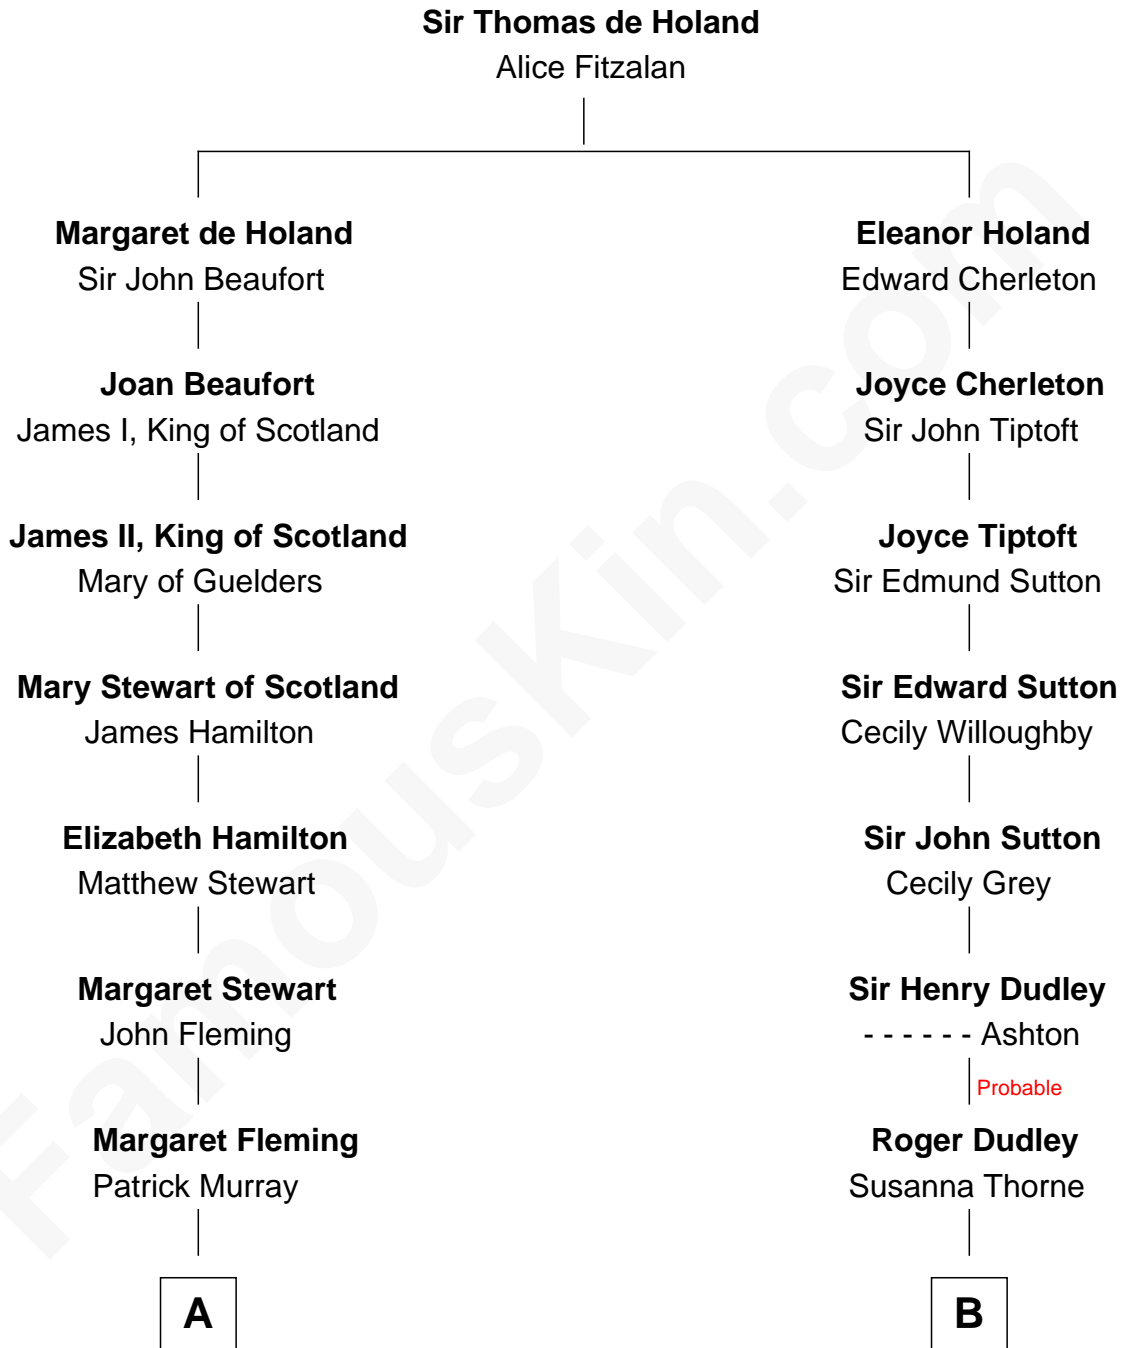 Sir Thomas de Holand
Alice Fitzalan
Margaret de Holand
Sir John Beaufort
Eleanor Holand
Edward Cherleton
Joan Beaufort
James I, King of Scotland
Joyce Cherleton
Sir John Tiptoft
James II, King of Scotland
Mary of Guelders
Joyce Tiptoft
Sir Edmund Sutton
Mary Stewart of Scotland
James Hamilton
Sir Edward Sutton
Cecily Willoughby
Elizabeth Hamilton
Matthew Stewart
Sir John Sutton
Cecily Grey
Margaret Stewart
John Fleming
Sir Henry Dudley
- - - - - - Ashton
Probable
Margaret Fleming
Patrick Murray
Roger Dudley
Susanna Thorne
A
B
FamousKin.com